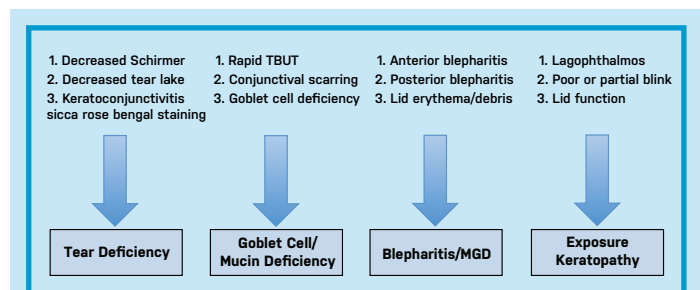 1. Decreased Schirmer
2. Decreased tear lake
3. Keratoconjunctivitis
sicca rose bengal staining
1. Rapid TBUT
2. Conjunctival scarring
3. Goblet cell deficiency
1. Anterior blepharitis
2. Posterior blepharitis
3. Lid erythema/debris
1. Lagophthalmos
2. Poor or partial blink
3. Lid function
Tear Deficiency
Goblet Cell/
Mucin Deficiency
Blepharitis/MGD
Exposure
Keratopathy